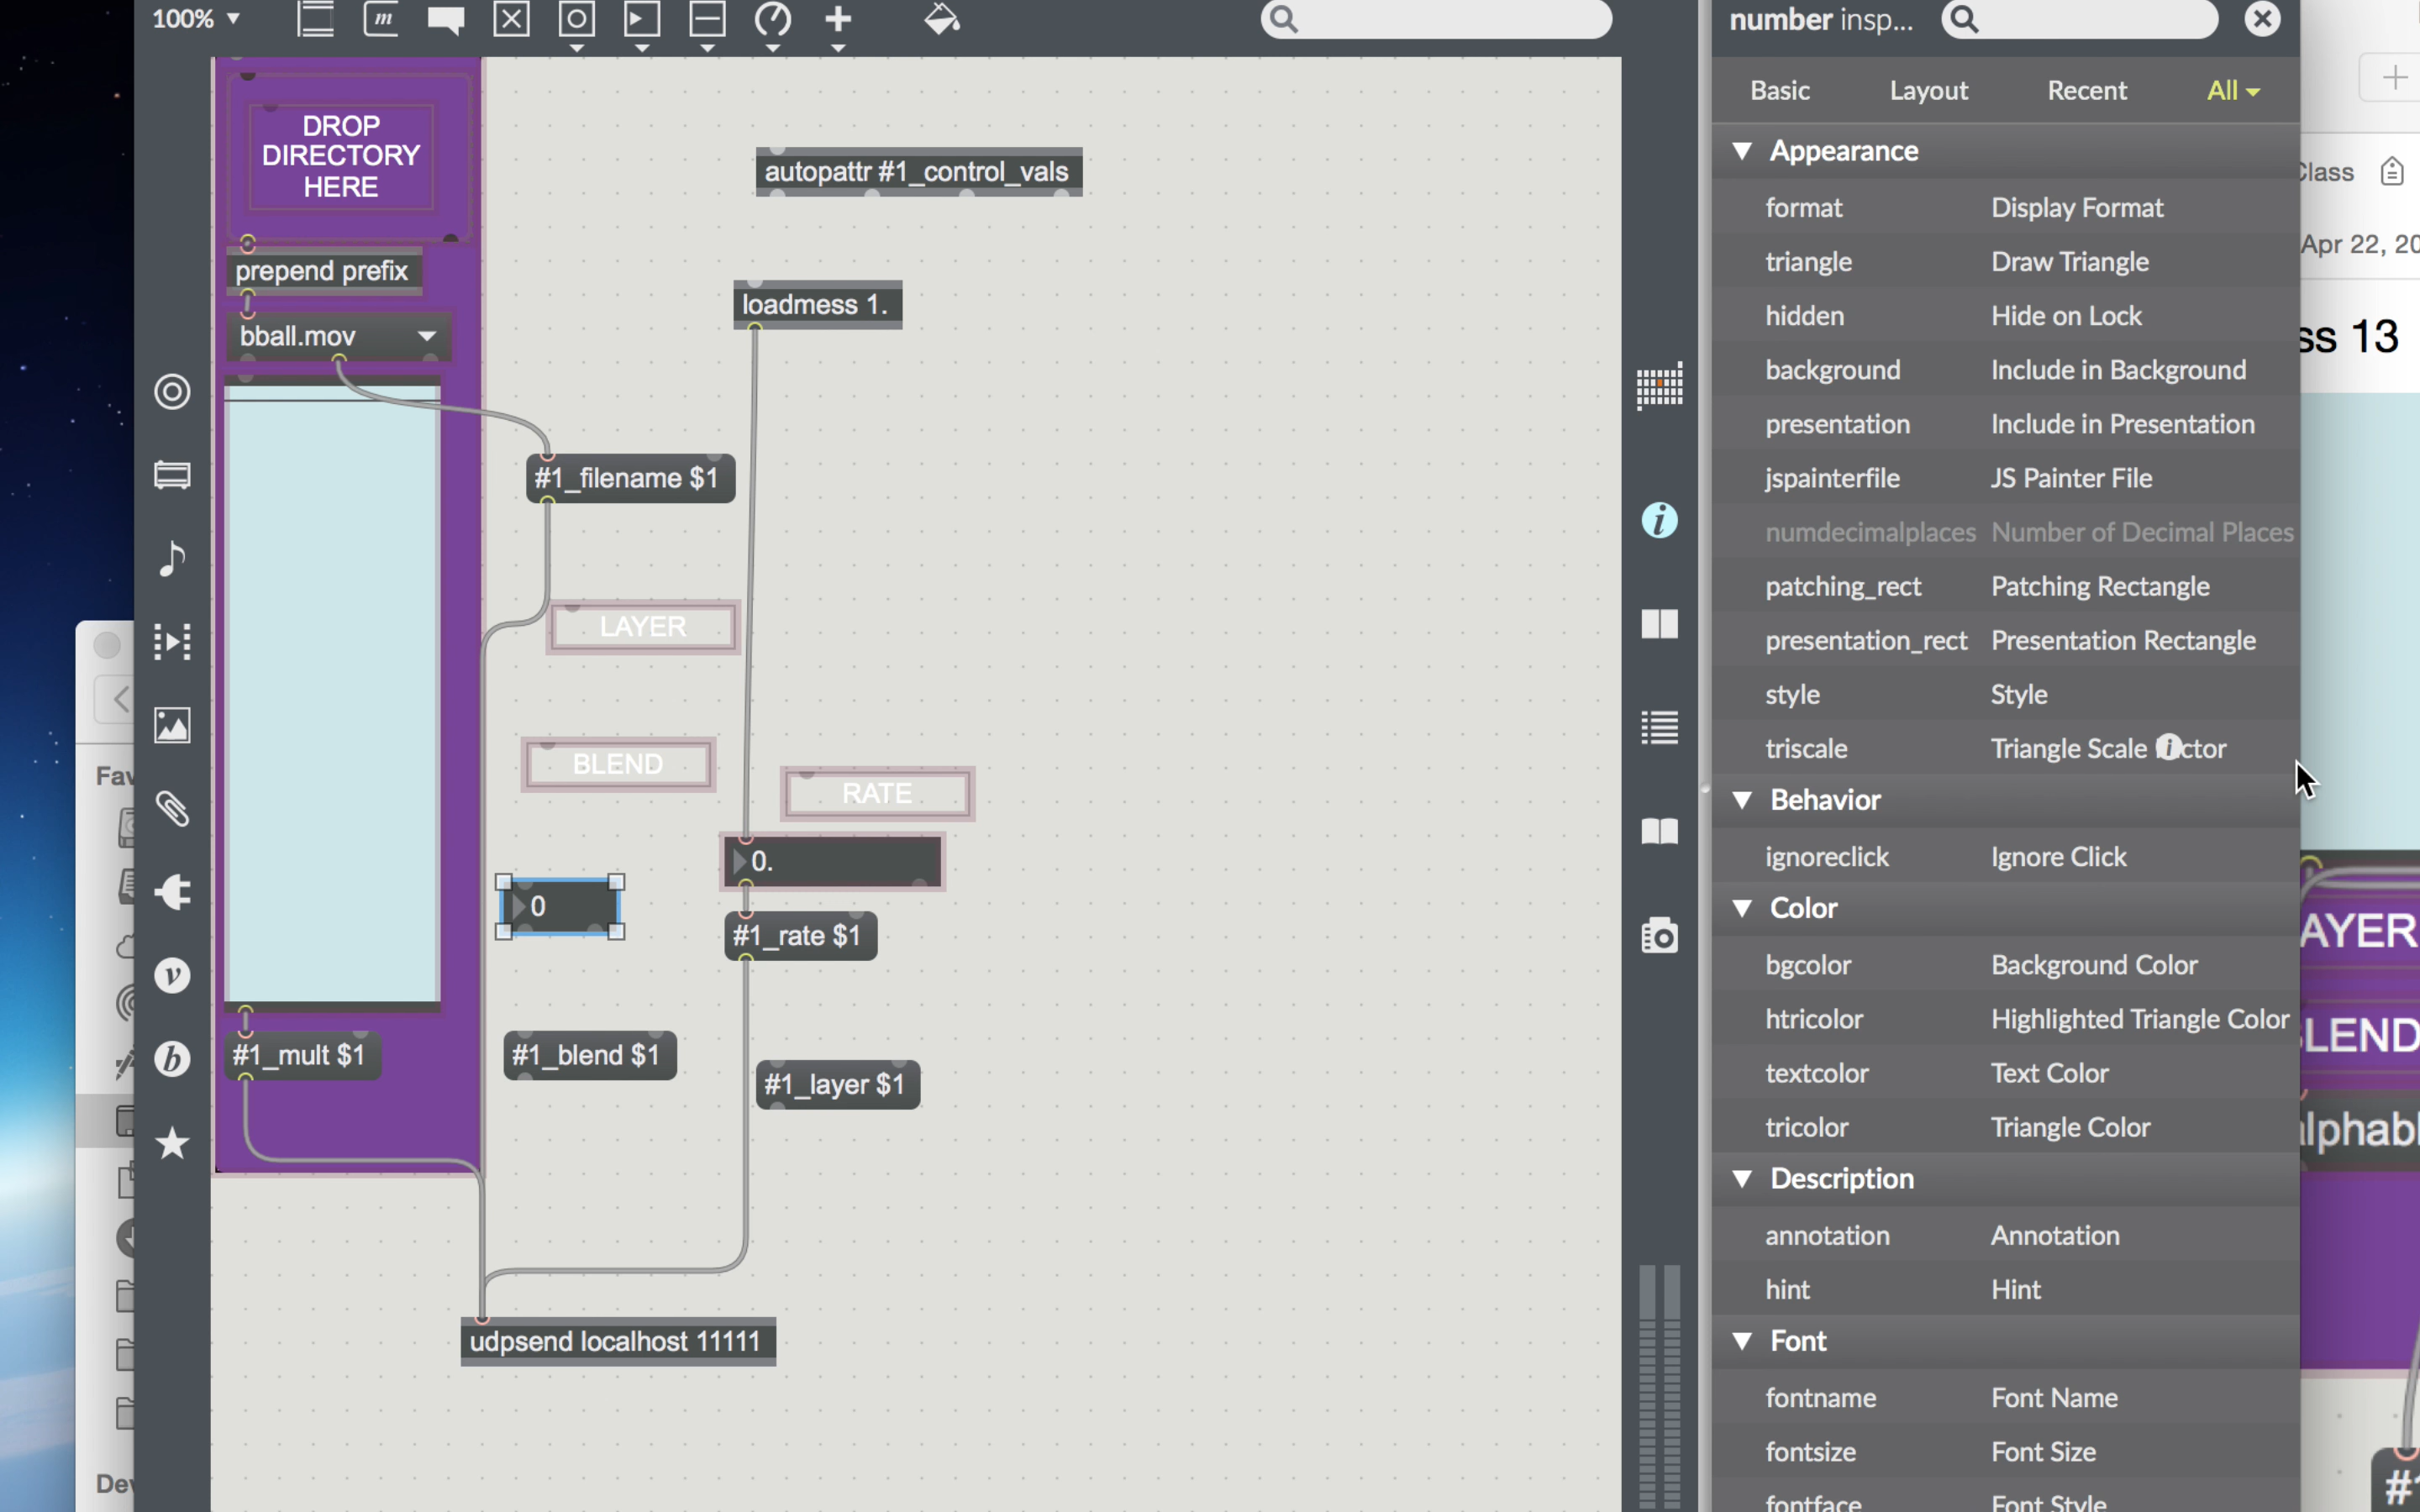 100%
m
number insp...
Basic Layout Recent All
DROP
DIRECTORY
HERE
prepend prefix
bball.mov
autopattr #1_control_vals
loadmess 1.
#1_filename $1
LAYER
BLEND
RATE
0.
0
#1_rate $1
#1_mult $1
#1_blend $1
#1_layer $1
udpsend localhost 11111
v
b
i
Appearance
format Display Format
triangle Draw Triangle
hidden Hide on Lock
background Include in Background
presentation Include in Presentation
jspainterfile JS Painter File
numdecimalplaces Number of Decimal Places
patching_rect Patching Rectangle
presentation_rect Presentation Rectangle
style Style
triscale Triangle Scale ctor
Behavior
ignoreclick Ignore Click
Color
bgcolor Background Color
htricolor Highlighted Triangle Color
textcolor Text Color
tricolor Triangle Color
Description
annotation Annotation
hint Hint
Font
fontname Font Name
fontsize Font Size
fontface Font Style
Fav
Dev
Class
Apr 22, 20
ss 13
AYER
LEND
lphabl
#